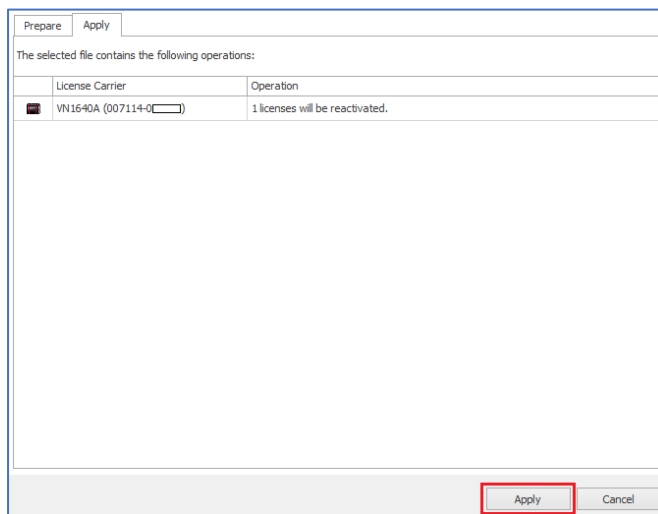 Prepare Apply
The selected file contains the following operations:
License Carrier Operation
VN1640A (007114-0 ) 1 licenses will be reactivated.
Apply Cancel